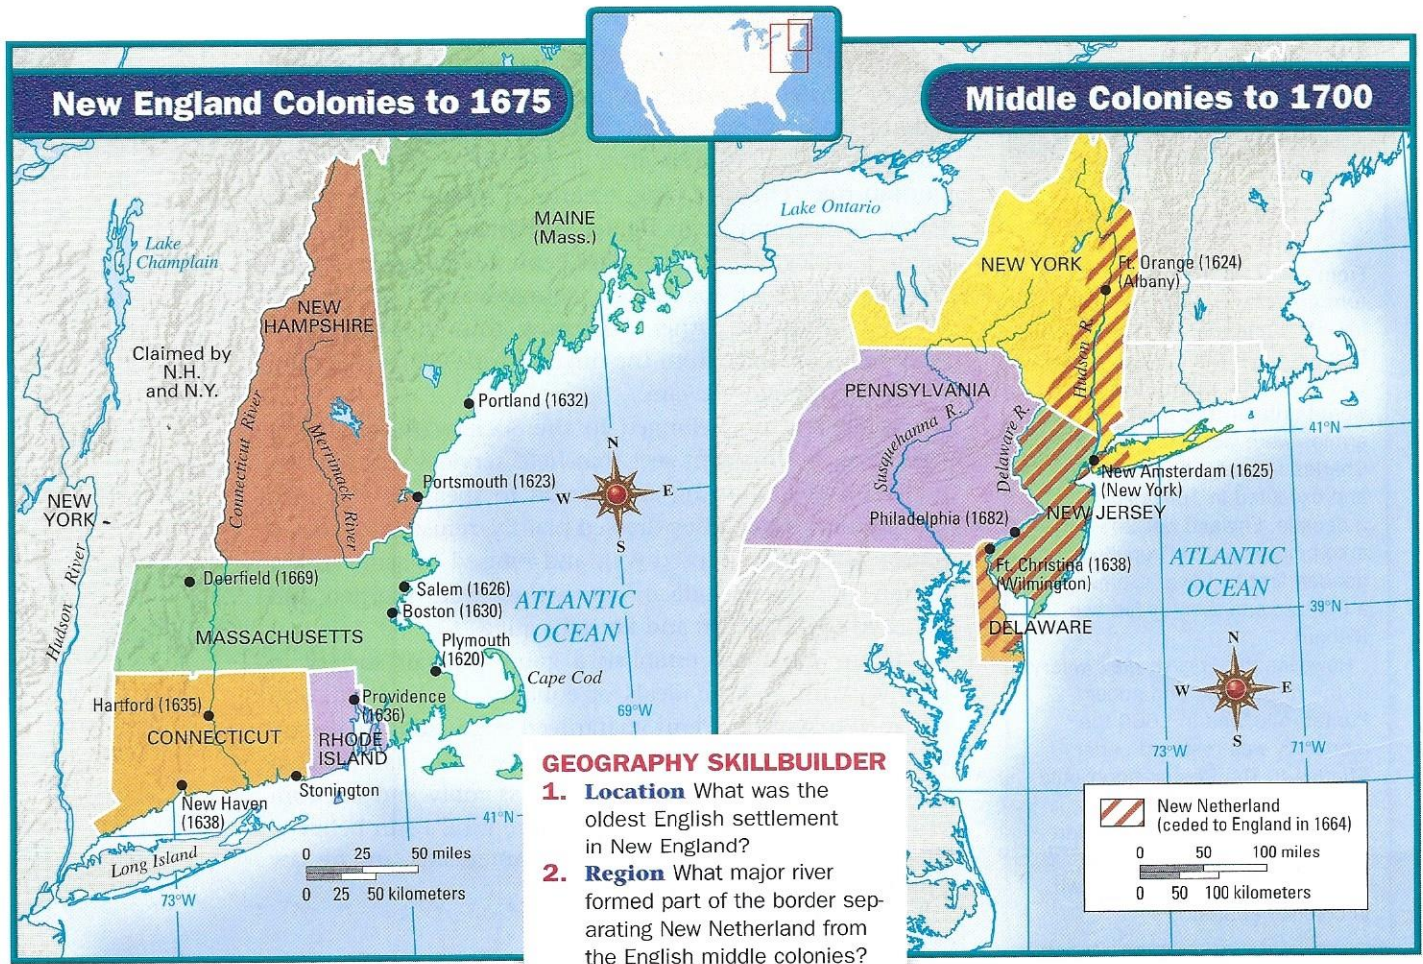 New England Colonies to 1675
Lake
Champlain
Claimed by
N.H.
and N.Y.
NEW
HAMPSHIRE
MAINE
(Mass.)
Connecticut River
Merrimack River
Portland (1632)
Portsmouth (1623)
N
W
E
S
NEW
YORK
Hudson River
Deerfield (1669)
Salem (1626)
Boston (1630)
ATLANTIC
OCEAN
MASSACHUSETTS
Plymouth
(1620)
Cape Cod
Hartford (1635)
Providence
(1636)
CONNECTICUT
RHODE
ISLAND
69°W
New Haven
(1638)
Stonington
41°N
Long Island
0 25 50 miles
0 25 50 kilometers
73°W
GEOGRAPHY SKILLBUILDER
1. Location What was the
oldest English settlement
in New England?
2. Region What major river
formed part of the border sep-
arating New Netherland from
the English middle colonies?
Middle Colonies to 1700
Lake Ontario
NEW YORK
Ft. Orange (1624)
(Albany)
Hudson R.
PENNSYLVANIA
Susquehanna R.
Delaware R.
41°N
New Amsterdam (1625)
(New York)
Philadelphia (1682)
NEW JERSEY
Ft. Christina (1638)
(Wilmington)
ATLANTIC
OCEAN
39°N
DELAWARE
N
W
E
S
73°W
71°W
New Netherland
(ceded to England in 1664)
0 50 100 miles
0 50 100 kilometers